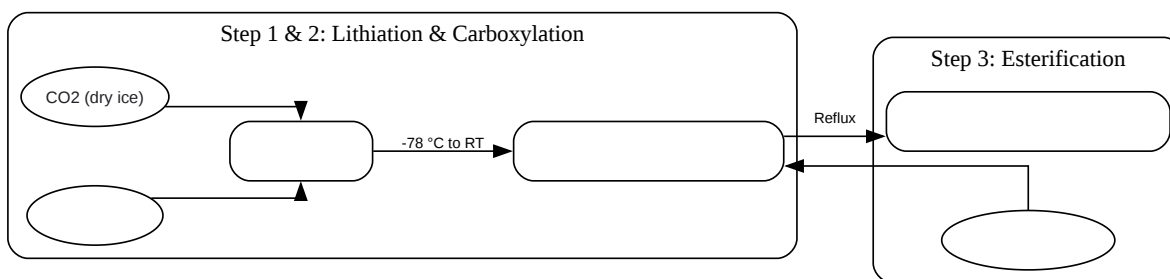 Step 1 & 2: Lithiation & Carboxylation
CO2 (dry ice)
-78 °C to RT
Reflux
Step 3: Esterification